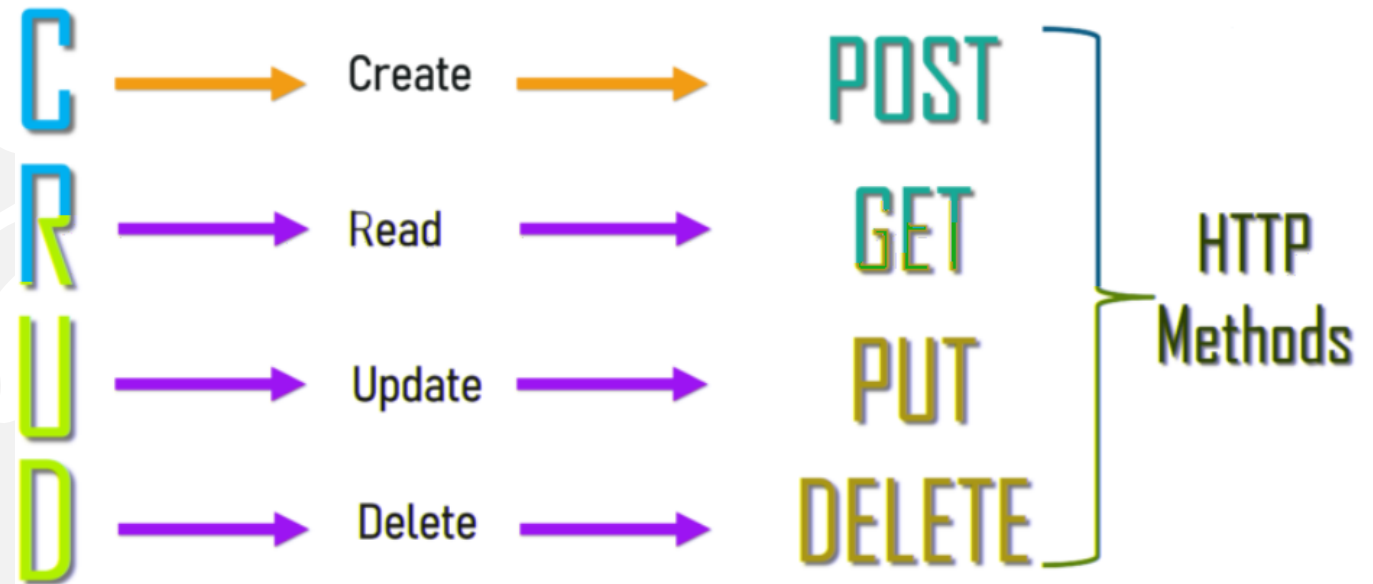 C Create POST
R Read GET
U Update PUT
D Delete DELETE
HTTP
Methods